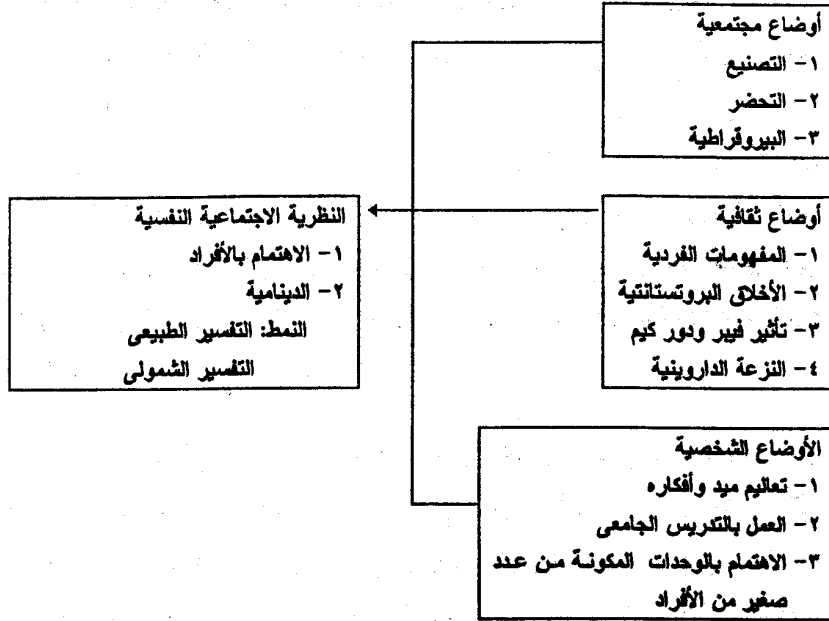 أوضاع مجتمعية
١- التصنيع
٢- التحضر
٣- البيروقراطية
أوضاع ثقافية
١- المفهومات الفردية
٢- الأخلاق البروتستانتية
٣- تأثير فيبر ودور كيم
٤- النزعة الداروينية
النظرية الاجتماعية النفسية
١- الاهتمام بالأفراد
٢- الدينامية
النمط: التفسير الطبيعى
التفسير الشمولى
الأوضاع الشخصية
١- تعاليم ميد وأفكاره
٢- العمل بالتدريس الجامعى
٣- الاهتمام بالوحدات المكونة من عدد
صغير من الأفراد